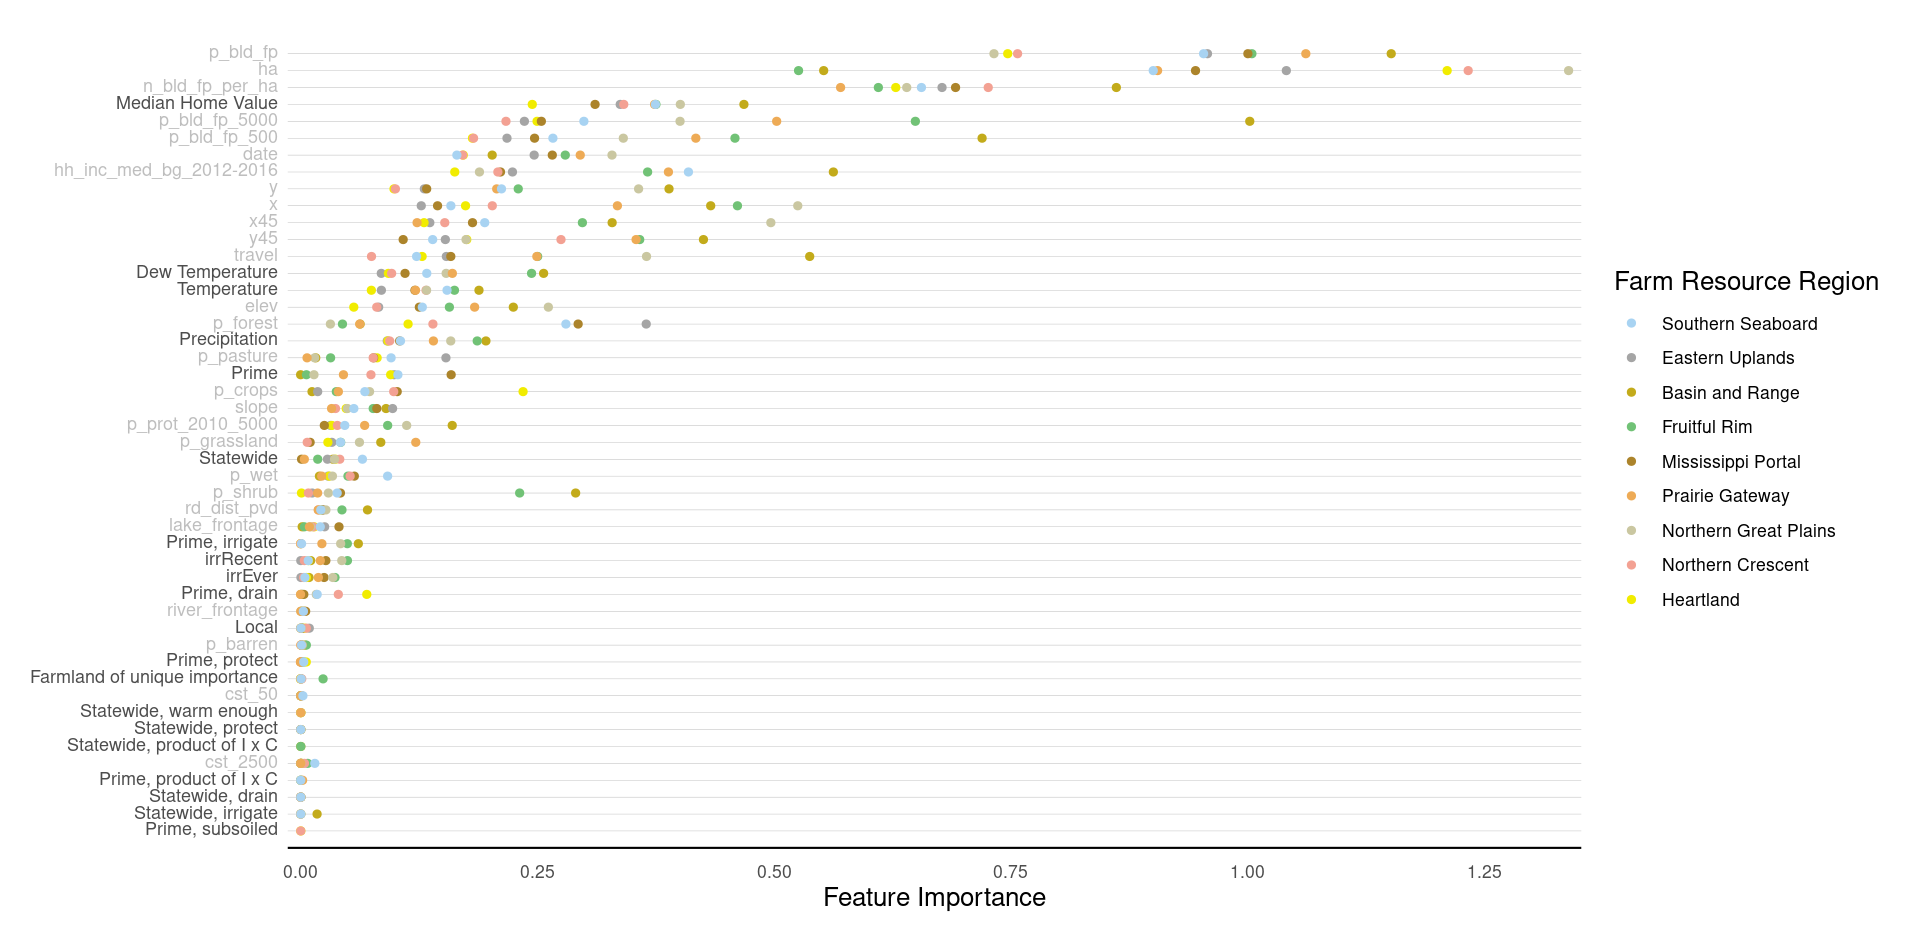 p_bld_fp
ha
n_bld_fp_per_ha
Median Home Value
p_bld_fp_5000
p_bld_fp_500
date
hh_inc_med_bg_2012-2016
y
x
x45
y45
travel
Dew Temperature
Temperature
elev
p_forest
Precipitation
p_pasture
Prime
p_crops
slope
p_prot_2010_5000
p_grassland
Statewide
p_wet
p_shrub
rd_dist_pvd
lake_frontage
Prime, irrigate
irrRecent
irrEver
Prime, drain
river_frontage
Local
p_barren
Prime, protect
Farmland of unique importance
cst_50
Statewide, warm enough
Statewide, protect
Statewide, product of I x C
cst_2500
Prime, product of I x C
Statewide, drain
Statewide, irrigate
Prime, subsoiled
0.00 0.25 0.50 0.75 1.00 1.25
Feature Importance
Farm Resource Region
Southern Seaboard
Eastern Uplands
Basin and Range
Fruitful Rim
Mississippi Portal
Prairie Gateway
Northern Great Plains
Northern Crescent
Heartland